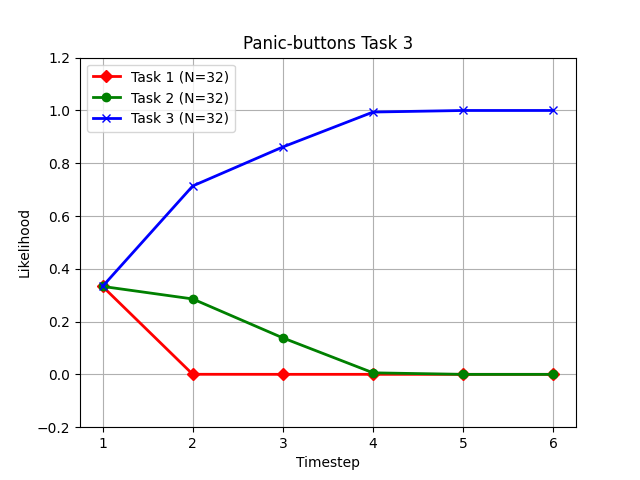 Panic-buttons Task 3
Task 1 (N=32)
Task 2 (N=32)
Task 3 (N=32)
1.2
1.0
0.8
0.6
0.4
0.2
0.0
−0.2
Likelihood
1 2 3 4 5 6
Timestep